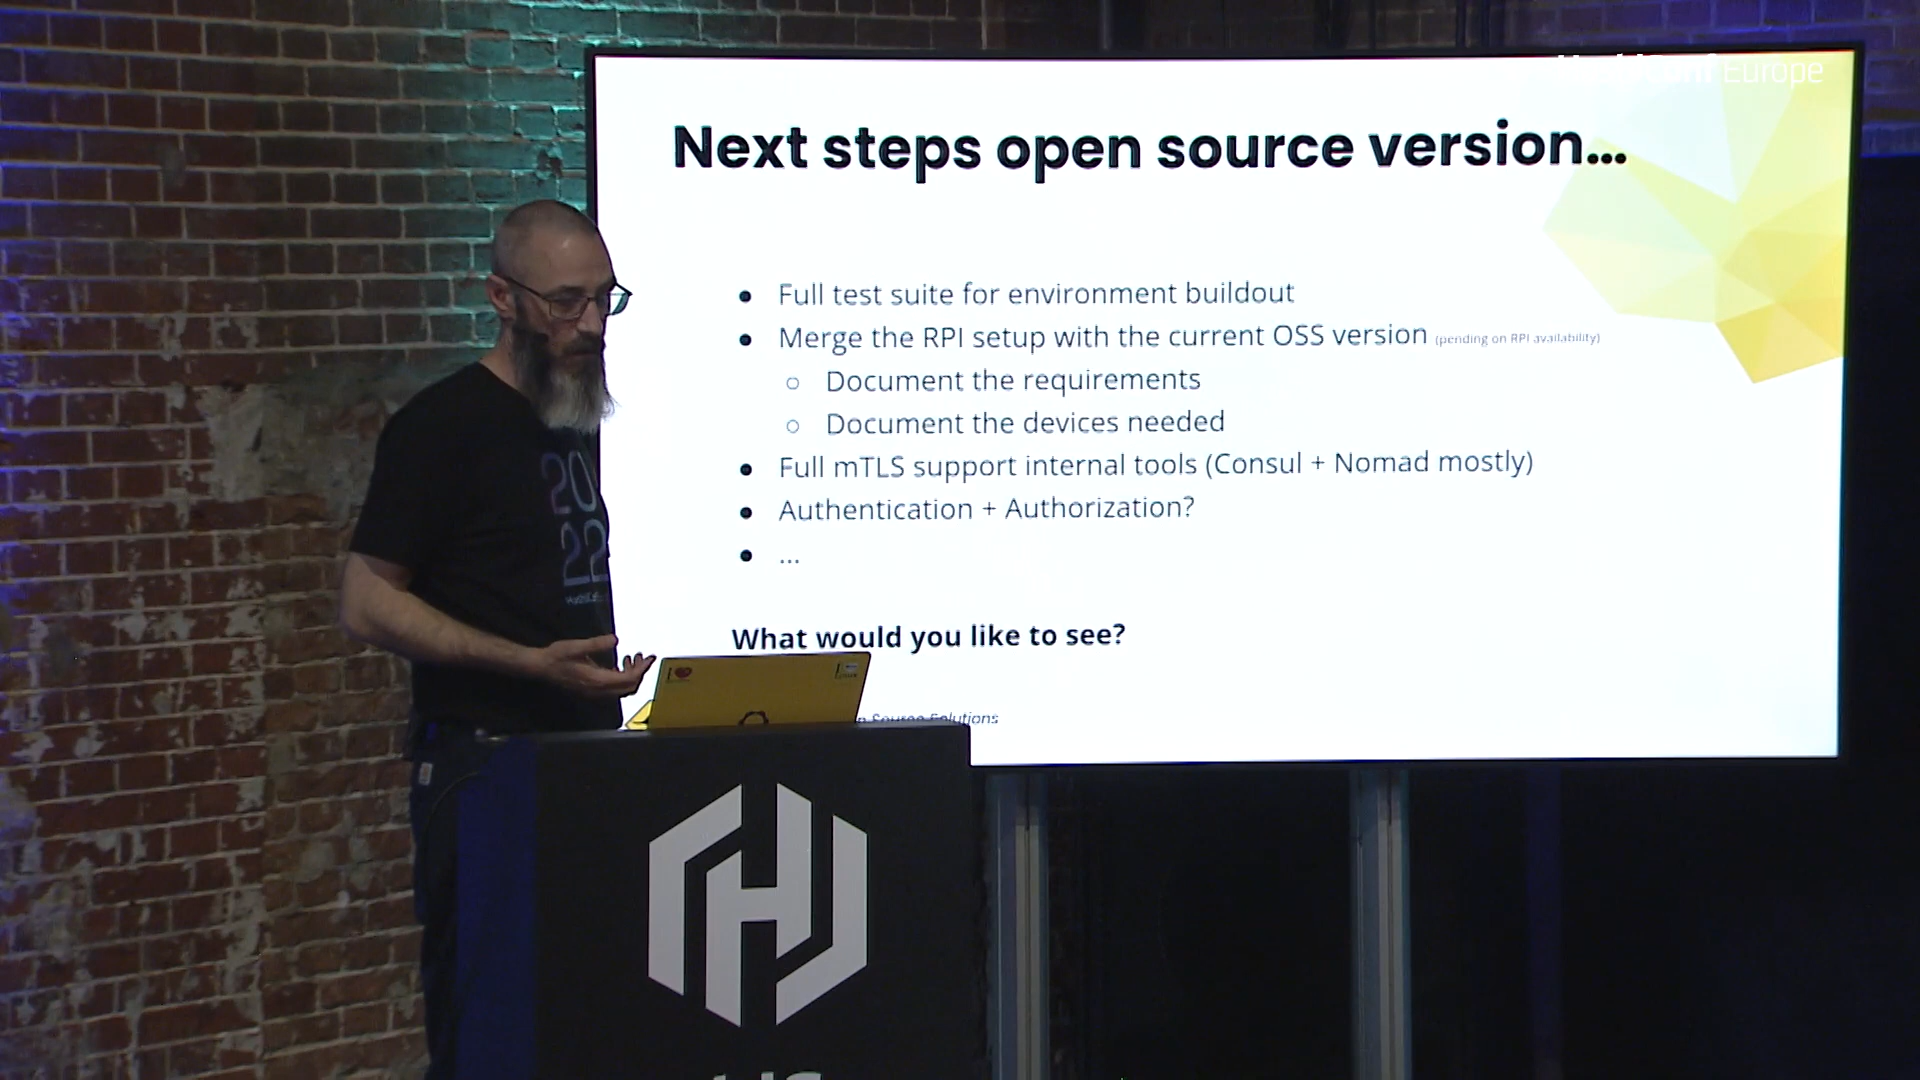 Europe
Next steps open source version...
Full test suite for environment buildout
Merge the RPI setup with the current OSS version (pending on RPI availability)
Document the requirements
Document the devices needed
Full mTLS support internal tools (Consul + Nomad mostly)
Authentication + Authorization?
...
What would you like to see?
Source Solutions
20
22